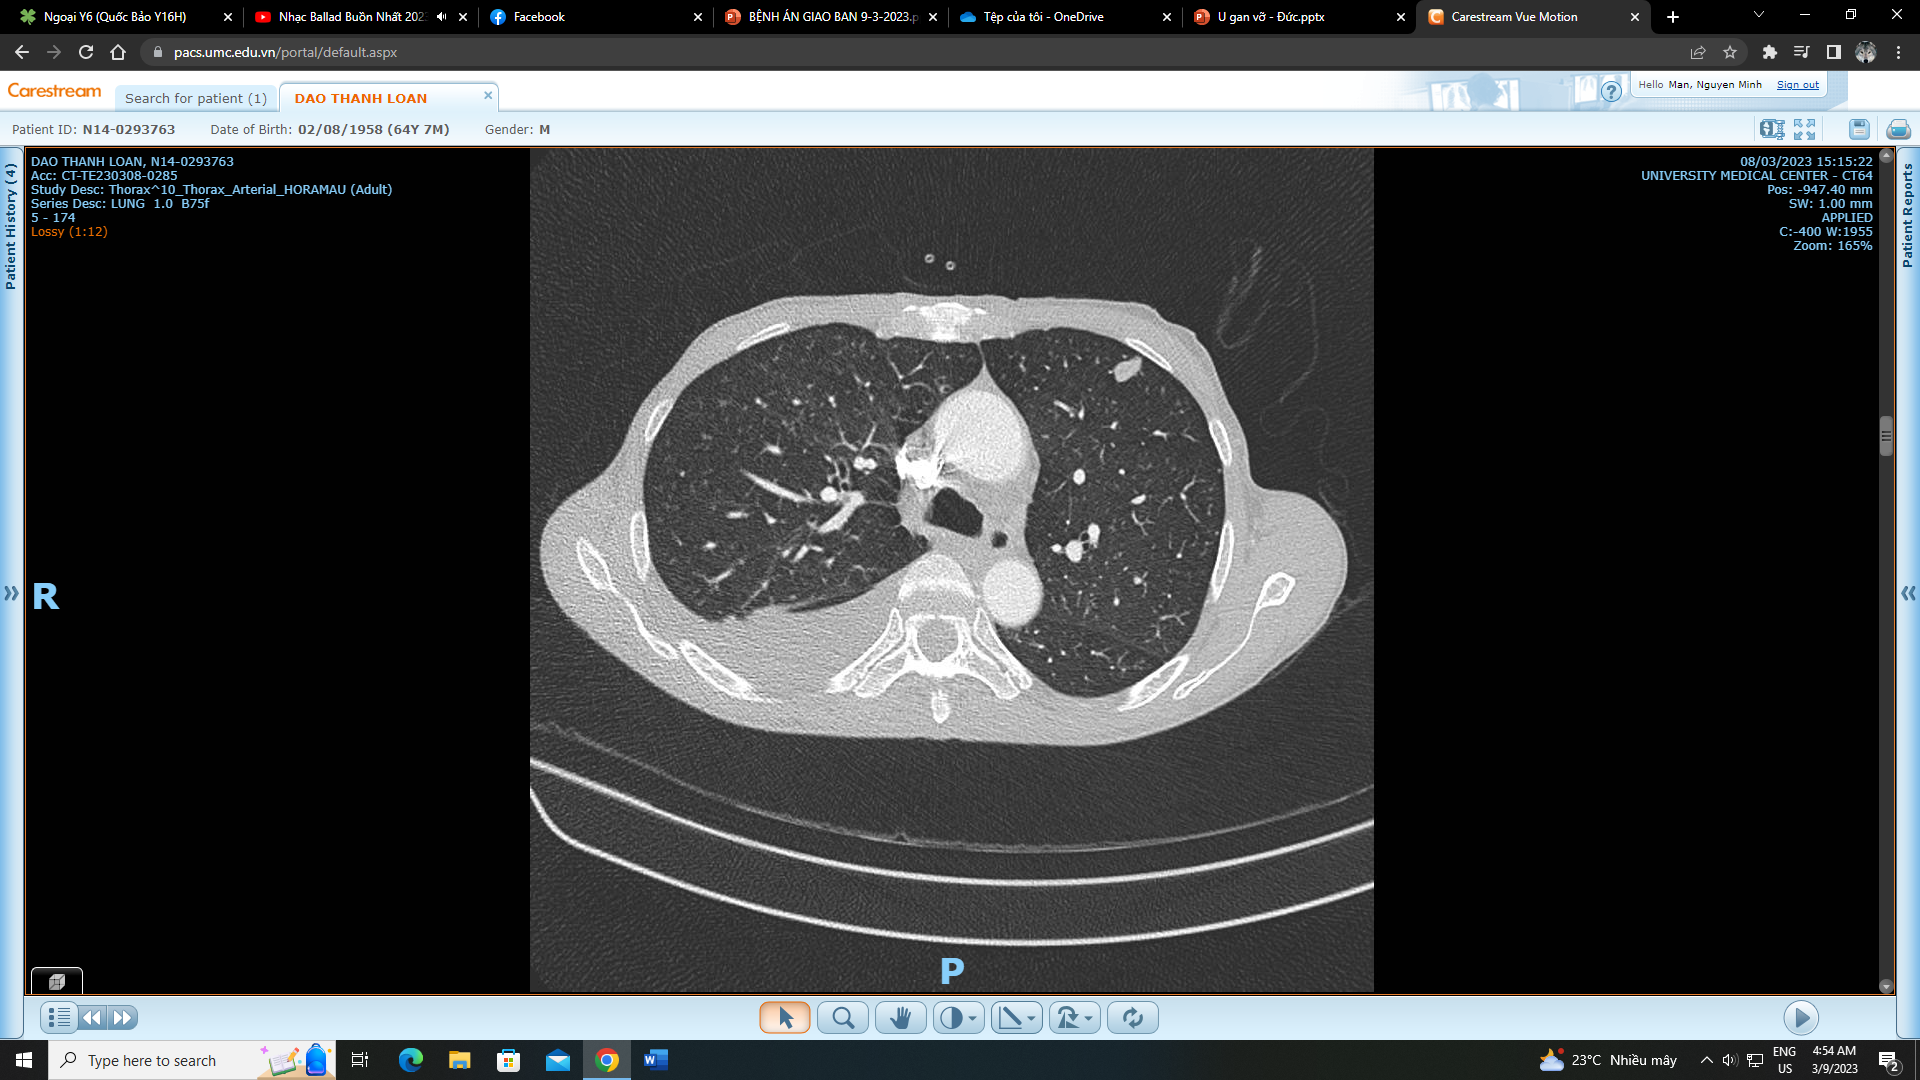 Ngoại Y6 (Quốc Bảo Y16H)
Nhạc Ballad Buồn Nhất 202
Facebook
BỆNH ÁN GIAO BAN 9-3-2023.p
Tệp của tôi - OneDrive
U gan vỡ - Đức.pptx
Carestream Vue Motion
pacs.umc.edu.vn/portal/default.aspx
Carestream
Search for patient (1)
DAO THANH LOAN
Hello Man, Nguyen Minh Sign out
Patient ID: N14-0293763 Date of Birth: 02/08/1958 (64Y 7M) Gender: M
Patient History (4)
DAO THANH LOAN, N14-0293763
Acc: CT-TE230308-0285
Study Desc: Thorax^10_Thorax_Arterial_HORAMAU (Adult)
Series Desc: LUNG 1.0 B75f
5 - 174
Lossy (1:12)
08/03/2023 15:15:22
UNIVERSITY MEDICAL CENTER - CT64
Pos: -947.40 mm
SW: 1.00 mm
APPLIED
C:-400 W:1955
Zoom: 165%
Patient Reports
R
P
Type here to search
23°C Nhiều mây
ENG
US
4:54 AM
3/9/2023
2